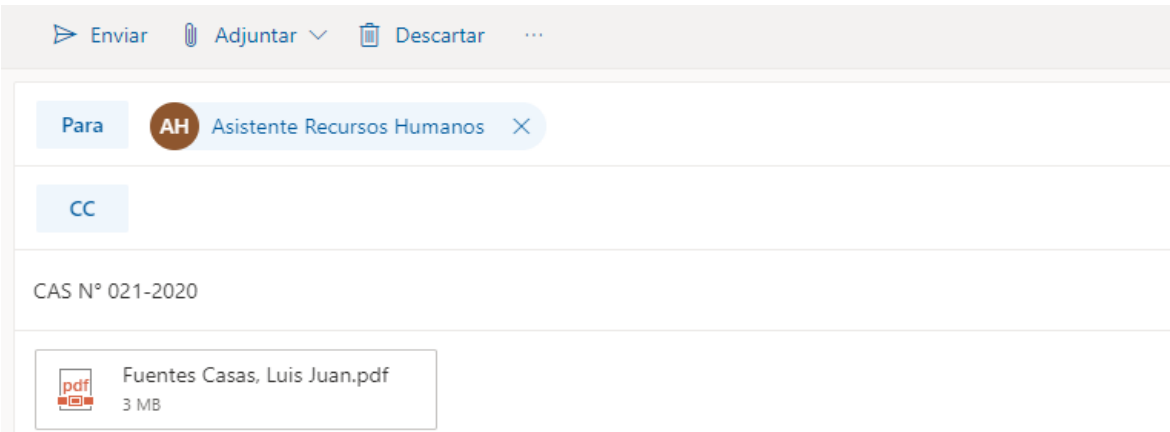 Enviar Adjuntar Descartar ...
Para AH Asistente Recursos Humanos
CC
CAS N° 021-2020
pdf Fuentes Casas, Luis Juan.pdf
3 MB